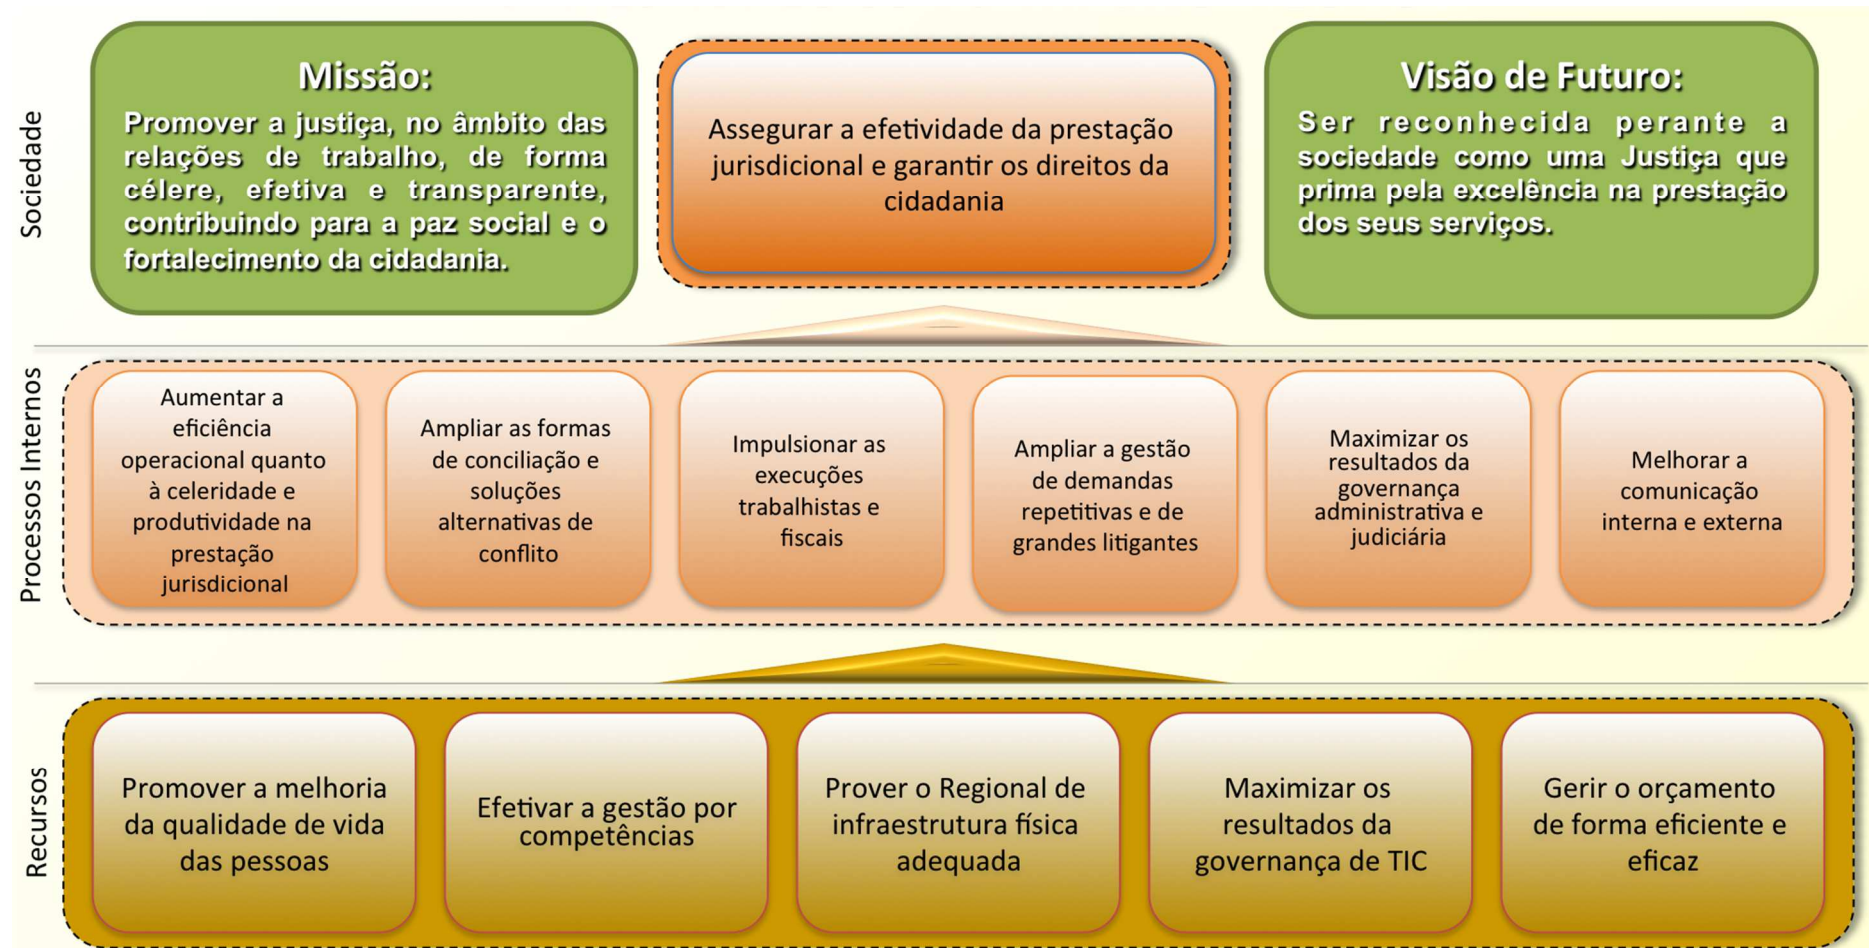 Sociedade
Missão:
Promover a justiça, no âmbito das
relações de trabalho, de forma
célere, efetiva e transparente,
contribuindo para a paz social e o
fortalecimento da cidadania.
Assegurar a efetividade da prestação
jurisdicional e garantir os direitos da
cidadania
Visão de Futuro:
Ser reconhecida perante a
sociedade como uma Justiça que
prima pela excelência na prestação
dos seus serviços.
Processos Internos
Aumentar a
eficiência
operacional quanto
à celeridade e
produtividade na
prestação
jurisdicional
Ampliar as formas
de conciliação e
soluções
alternativas de
conflito
Impulsionar as
execuções
trabalhistas e
fiscais
Ampliar a gestão
de demandas
repetitivas e de
grandes litigantes
Maximizar os
resultados da
governança
administrativa e
judiciária
Melhorar a
comunicação
interna e externa
Recursos
Promover a melhoria
da qualidade de vida
das pessoas
Efetivar a gestão por
competências
Prover o Regional de
infraestrutura física
adequada
Maximizar os
resultados da
governança de TIC
Gerir o orçamento
de forma eficiente e
eficaz